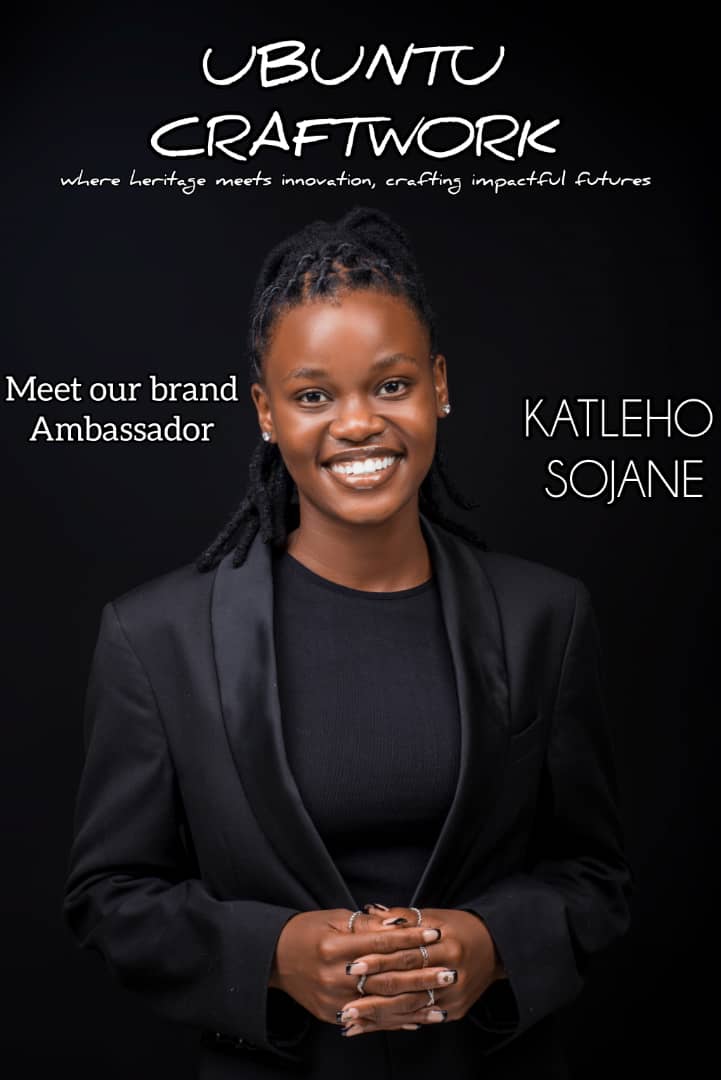 UBUNTU
CRAFTWORK
where heritage meets innovation, crafting impactful futures
Meet our brand
Ambassador
KATLEHO
SOJANE